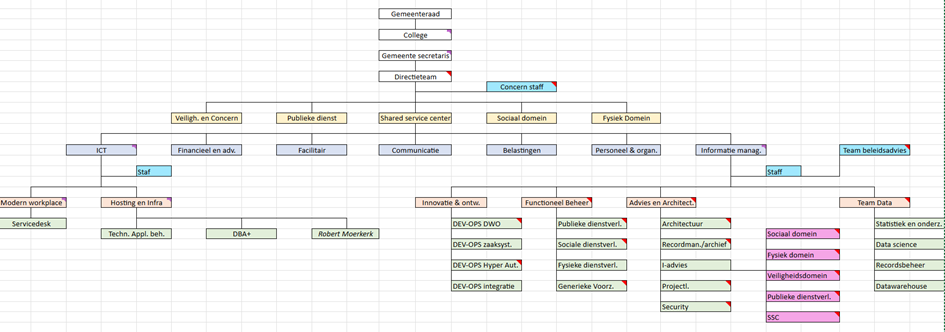 Gemeenteraad
College
Gemeente secretaris
Directieteam
Concern staff
Veiligh. en Concern
Publieke dienst
Shared service center
Sociaal domein
Fysiek Domein
ICT
Financieel en adv.
Facilitair
Communicatie
Belastingen
Personeel & organ.
Informatie manag.
Team beleidsadvies
Staf
Staff
Modern workplace
Hosting en Infra
Innovatie & ontw.
Functioneel Beheer
Advies en Architect.
Team Data
Servicedesk
DEV-OPS DWO
Publieke dienstverl.
Architectuur
Statistiek en onderz.
Techn. Appl. beh.
DBA+
Robert Moerkerk
Sociaal domein
DEV-OPS zaaksyst.
Sociale dienstverl.
Recordman./archief
Data science
Fysiek domein
DEV-OPS Hyper Aut.
Fysieke dienstverl.
I-advies
Recordsbeheer
Veiligheidsdomein
DEV-OPS integratie
Generieke Voorz.
Projectl.
Datawarehouse
Publieke dienstverl.
Security
SSC